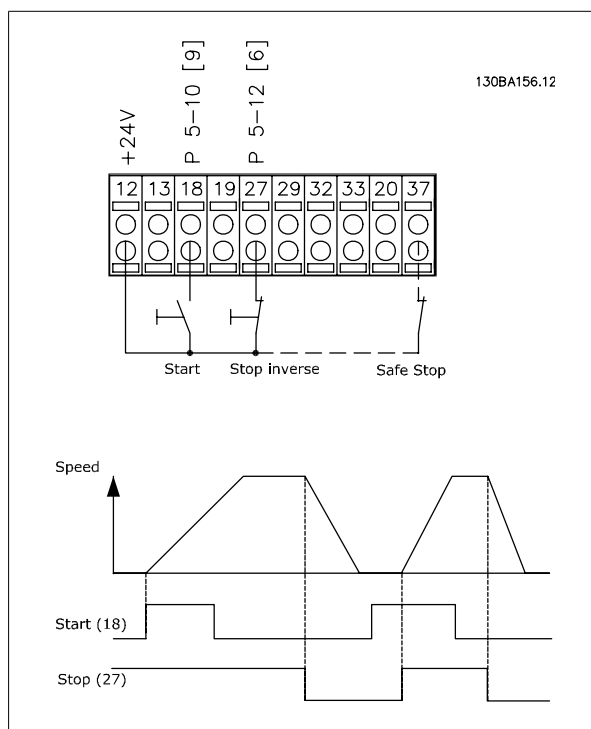 P 5-10 [9]
P 5-12 [6]
130BA156.12
+24V
12 13 18 19 27 29 32 33 20 37
Start Stop inverse Safe Stop
Speed
Start (18)
Stop (27)